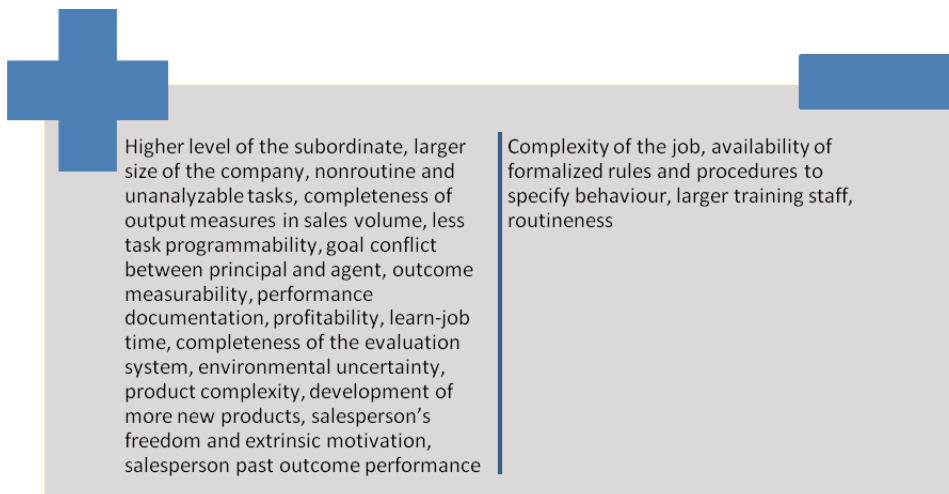 Higher level of the subordinate, larger
size of the company, nonroutine and
unanalyzable tasks, completeness of
output measures in sales volume, less
task programmability, goal conflict
between principal and agent, outcome
measurability, performance
documentation, profitability, learn-job
time, completeness of the evaluation
system, environmental uncertainty,
product complexity, development of
more new products, salesperson's
freedom and extrinsic motivation,
salesperson past outcome performance
Complexity of the job, availability of
formalized rules and procedures to
specify behaviour, larger training staff,
routineness